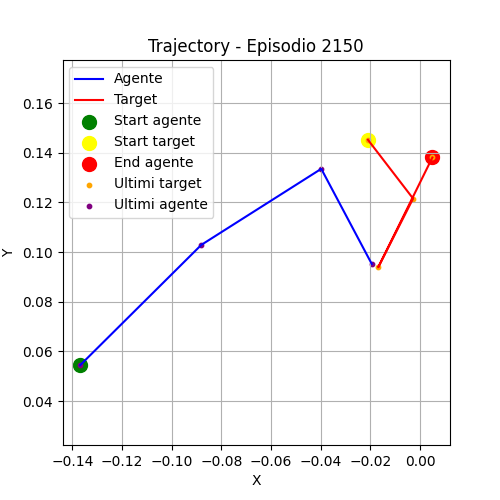 Trajectory - Episodio 2150
Agente
Target
Start agente
Start target
End agente
Ultimi target
Ultimi agente
Y
0.16
0.14
0.12
0.10
0.08
0.06
0.04
−0.14 −0.12 −0.10 −0.08 −0.06 −0.04 −0.02 0.00
X